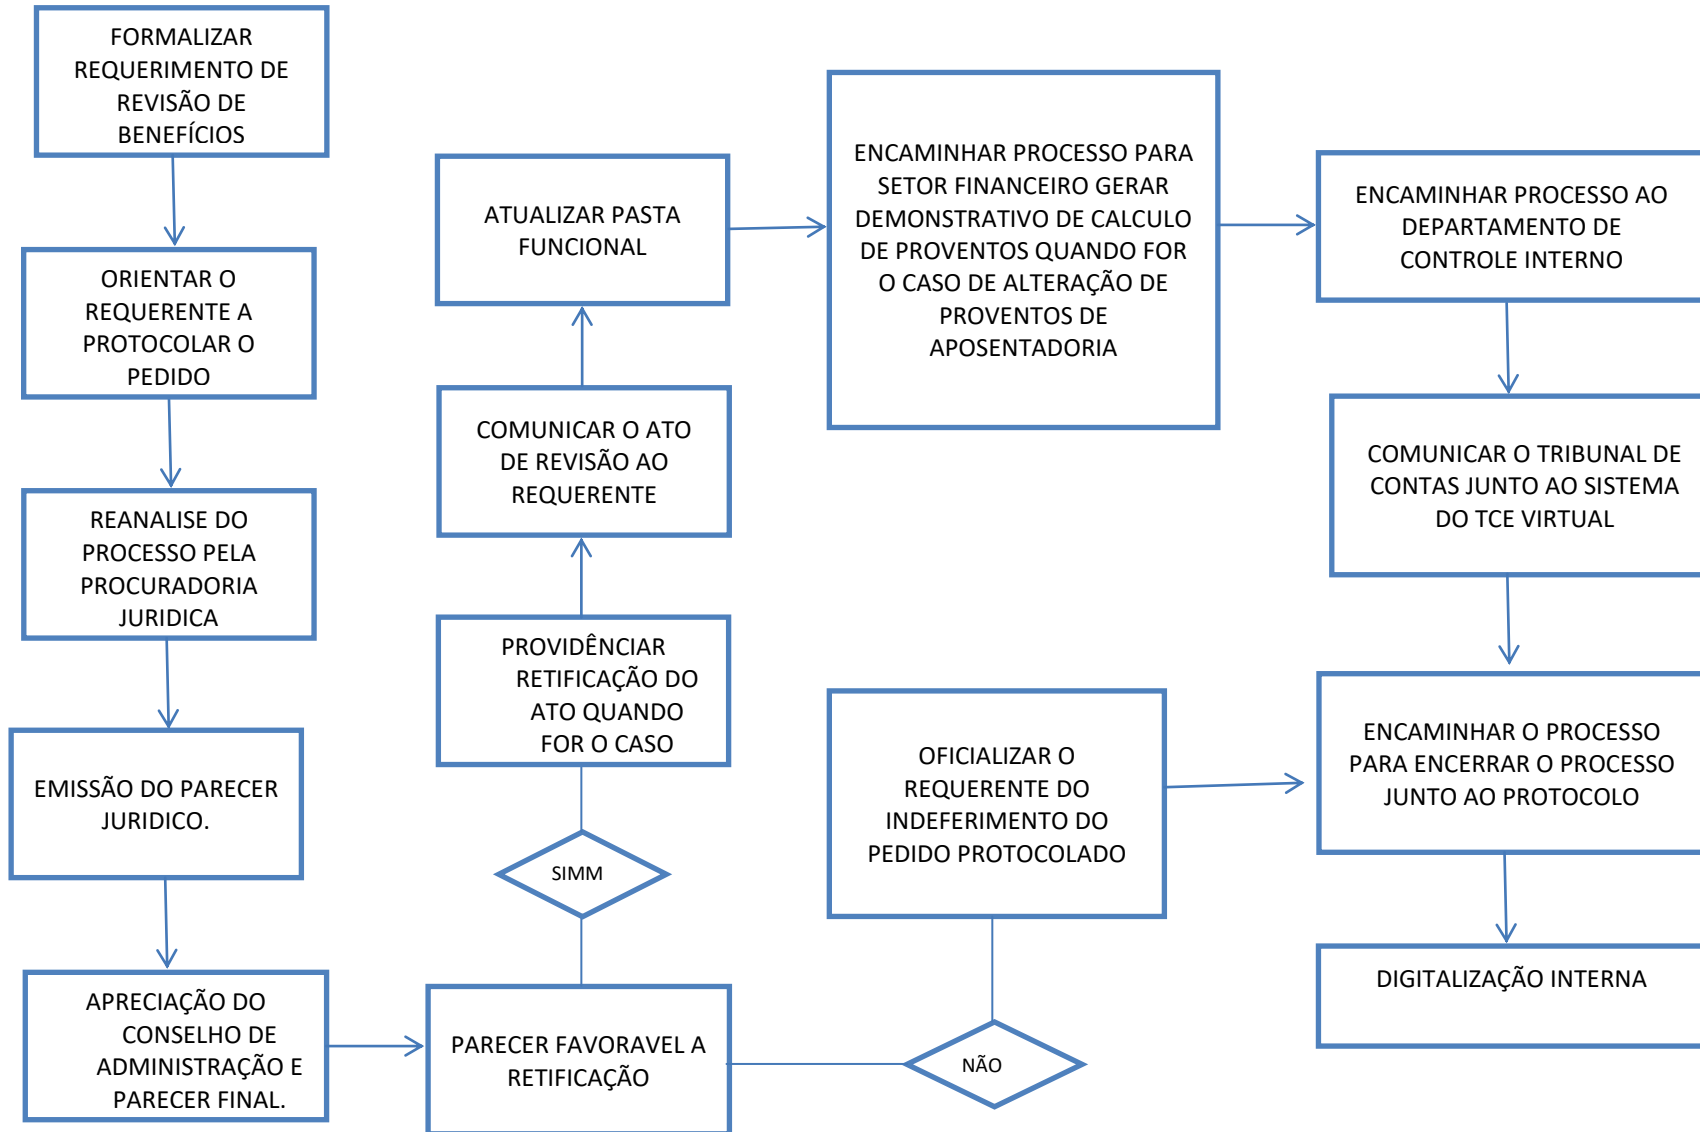 FORMALIZAR
REQUERIMENTO DE
REVISÃO DE
BENEFÍCIOS
ORIENTAR O
REQUERENTE A
PROTOCOLAR O
PEDIDO
REANALISE DO
PROCESSO PELA
PROCURADORIA
JURIDICA
EMISSÃO DO PARECER
JURIDICO.
APRECIAÇÃO DO
CONSELHO DE
ADMINISTRAÇÃO E
PARECER FINAL.
PARECER FAVORAVEL A
RETIFICAÇÃO
SIMM
PROVIDÊNCIAR
RETIFICAÇÃO DO
ATO QUANDO
FOR O CASO
COMUNICAR O ATO
DE REVISÃO AO
REQUERENTE
ATUALIZAR PASTA
FUNCIONAL
ENCAMINHAR PROCESSO PARA
SETOR FINANCEIRO GERAR
DEMONSTRATIVO DE CALCULO
DE PROVENTOS QUANDO FOR
O CASO DE ALTERAÇÃO DE
PROVENTOS DE
APOSENTADORIA
NÃO
OFICIALIZAR O
REQUERENTE DO
INDEFERIMENTO DO
PEDIDO PROTOCOLADO
ENCAMINHAR PROCESSO AO
DEPARTAMENTO DE
CONTROLE INTERNO
COMUNICAR O TRIBUNAL DE
CONTAS JUNTO AO SISTEMA
DO TCE VIRTUAL
ENCAMINHAR O PROCESSO
PARA ENCERRAR O PROCESSO
JUNTO AO PROTOCOLO
DIGITALIZAÇÃO INTERNA